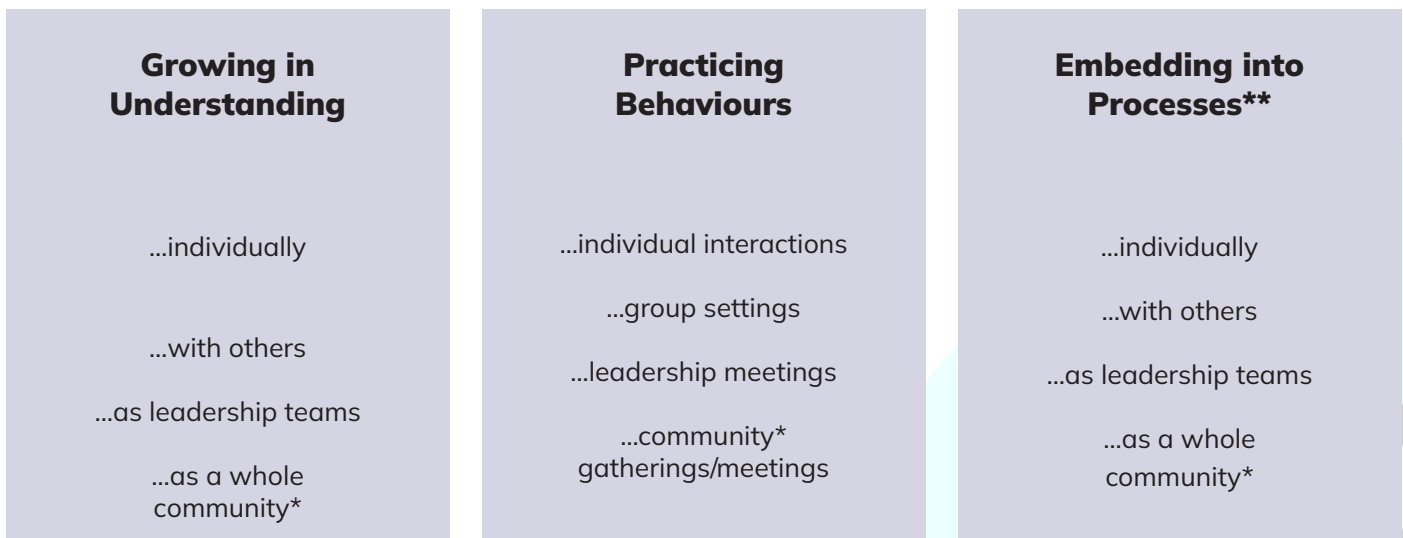 Growing in
Understanding
...individually
...with others
...as leadership teams
...as a whole
community*
Practicing
Behaviours
...individual interactions
...group settings
...leadership meetings
...community*
gatherings/meetings
Embedding into
Processes**
...individually
...with others
...as leadership teams
...as a whole
community*